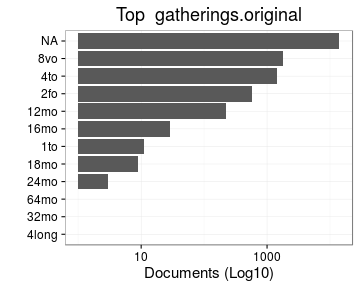 Top gatherings.original
NA
8vo
4to
2fo
12mo
16mo
1to
18mo
24mo
64mo
32mo
4long
10
1000
Documents (Log10)